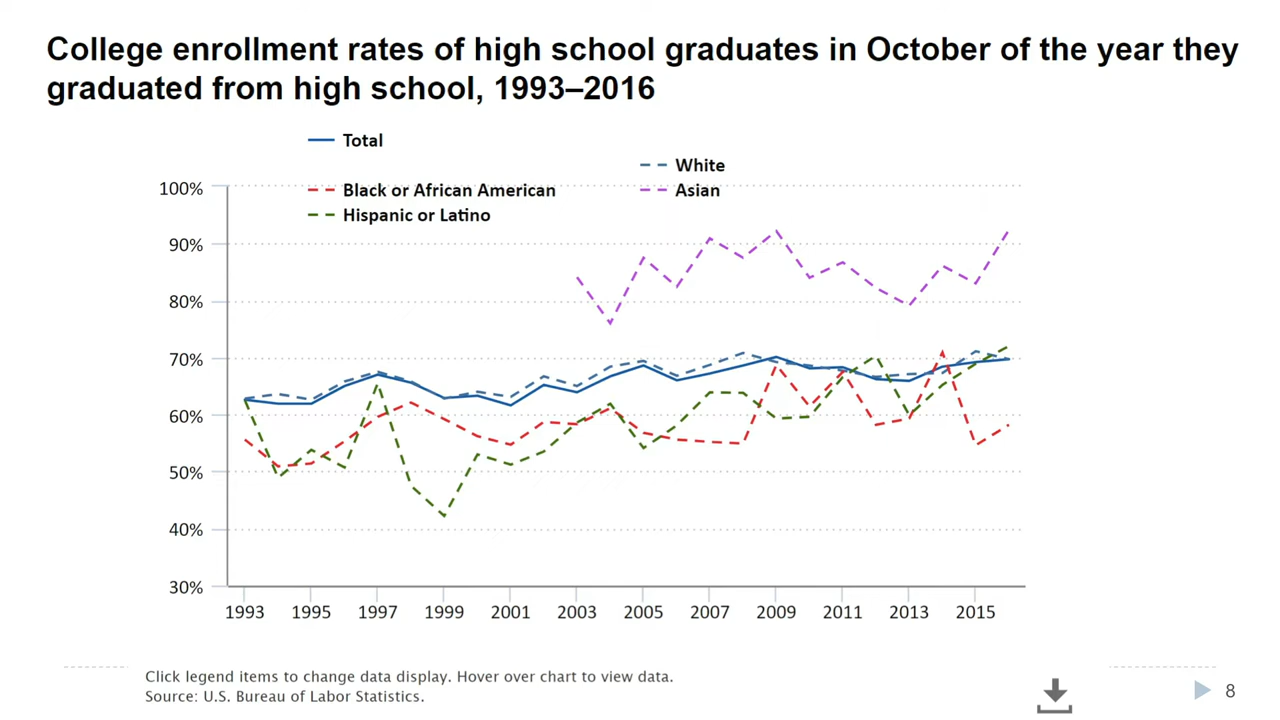 College enrollment rates of high school graduates in October of the year they
graduated from high school, 1993–2016
Total
White
Black or African American
Asian
Hispanic or Latino
100%
90%
80%
70%
60%
50%
40%
30%
1993 1995 1997 1999 2001 2003 2005 2007 2009 2011 2013 2015
Click legend items to change data display. Hover over chart to view data.
Source: U.S. Bureau of Labor Statistics.
8